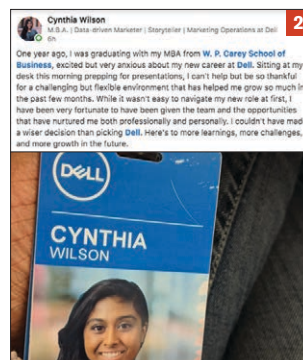 Cynthia Wilson
M.B.A. | Data-driven Marketer | Storyteller | Marketing Operations at Dell
6h
2
One year ago, I was graduating with my MBA from W. P. Carey School of
Business, excited but very anxious about my new career at Dell. Sitting at my
desk this morning prepping for presentations, I can't help but be so thankful
for a challenging but flexible environment that has helped me grow so much in
the past few months. While it wasn't easy to navigate my new role at first, I
have been very fortunate to have been given the team and the opportunities
that have nurtured me both professionally and personally. I couldn't have mad
a wiser decision than picking Dell. Here's to more learnings, more challenges,
and more growth in the future.
DELL
CYNTHIA
WILSON